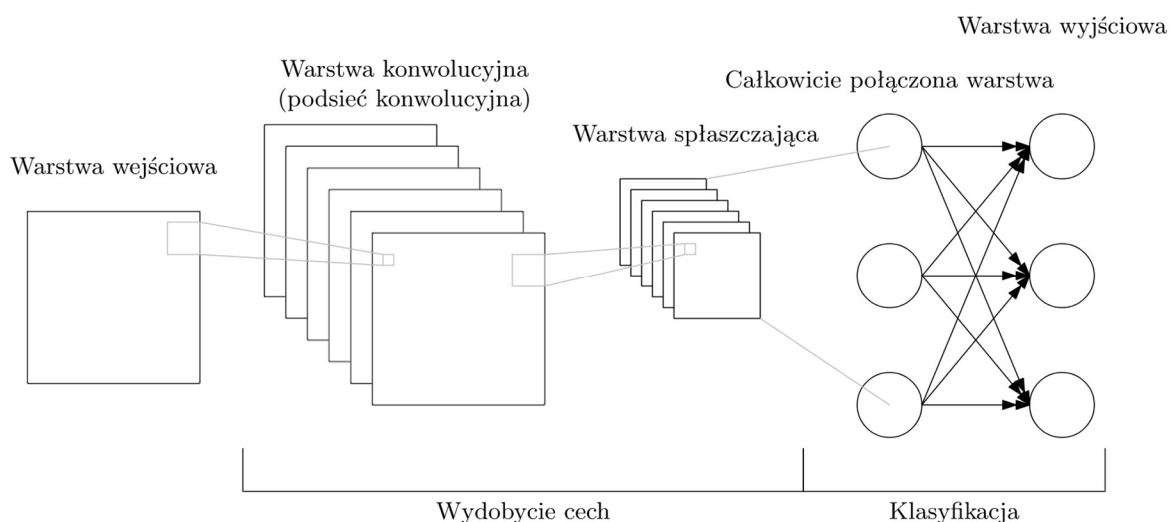 Warstwa wyjściowa
Warstwa konwolucyjna
(podsieć konwolucyjna)
Całkowicie połączona warstwa
Warstwa spłaszczająca
Warstwa wejściowa
Wydobycie cech
Klasyfikacja